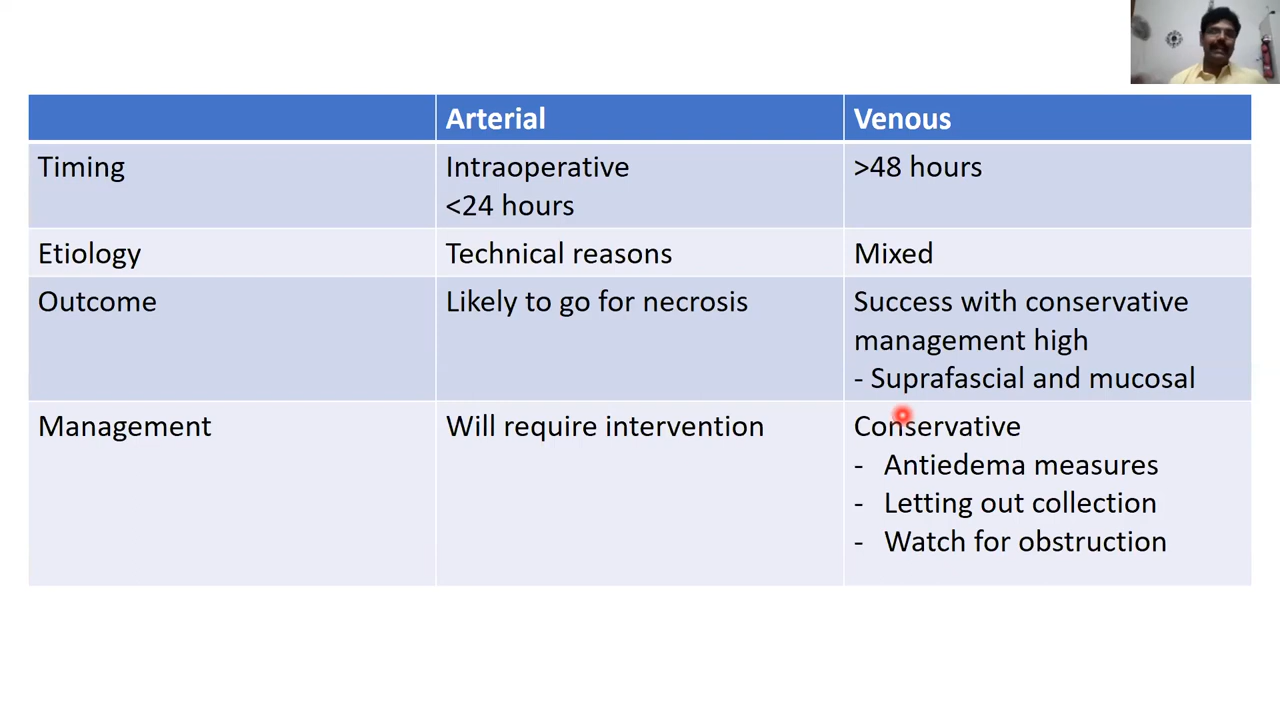 Arterial
Venous
Timing
Intraoperative
<24 hours
>48 hours
Etiology
Technical reasons
Mixed
Outcome
Likely to go for necrosis
Success with conservative
management high
- Suprafascial and mucosal
Management
Will require intervention
Conservative
- Antiedema measures
- Letting out collection
- Watch for obstruction